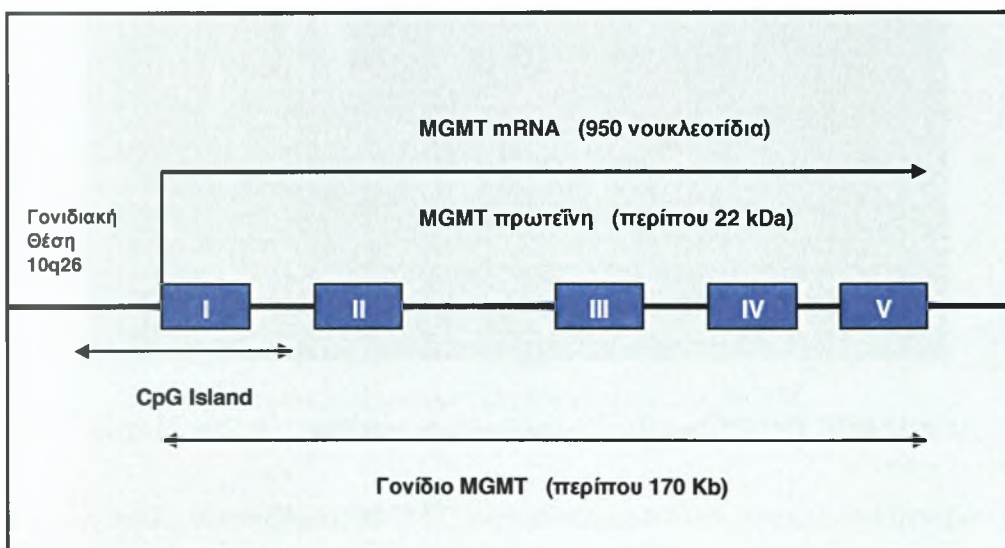 MGMT mRNA (950 νουκλεοτίδια)
MGMT πρωτεΐνη (περίπου 22 kDa)
Γονιδιακή
Θέση
10q26
I II III IV V
CpG Island
Γονίδιο MGMT (περίπου 170 Kb)